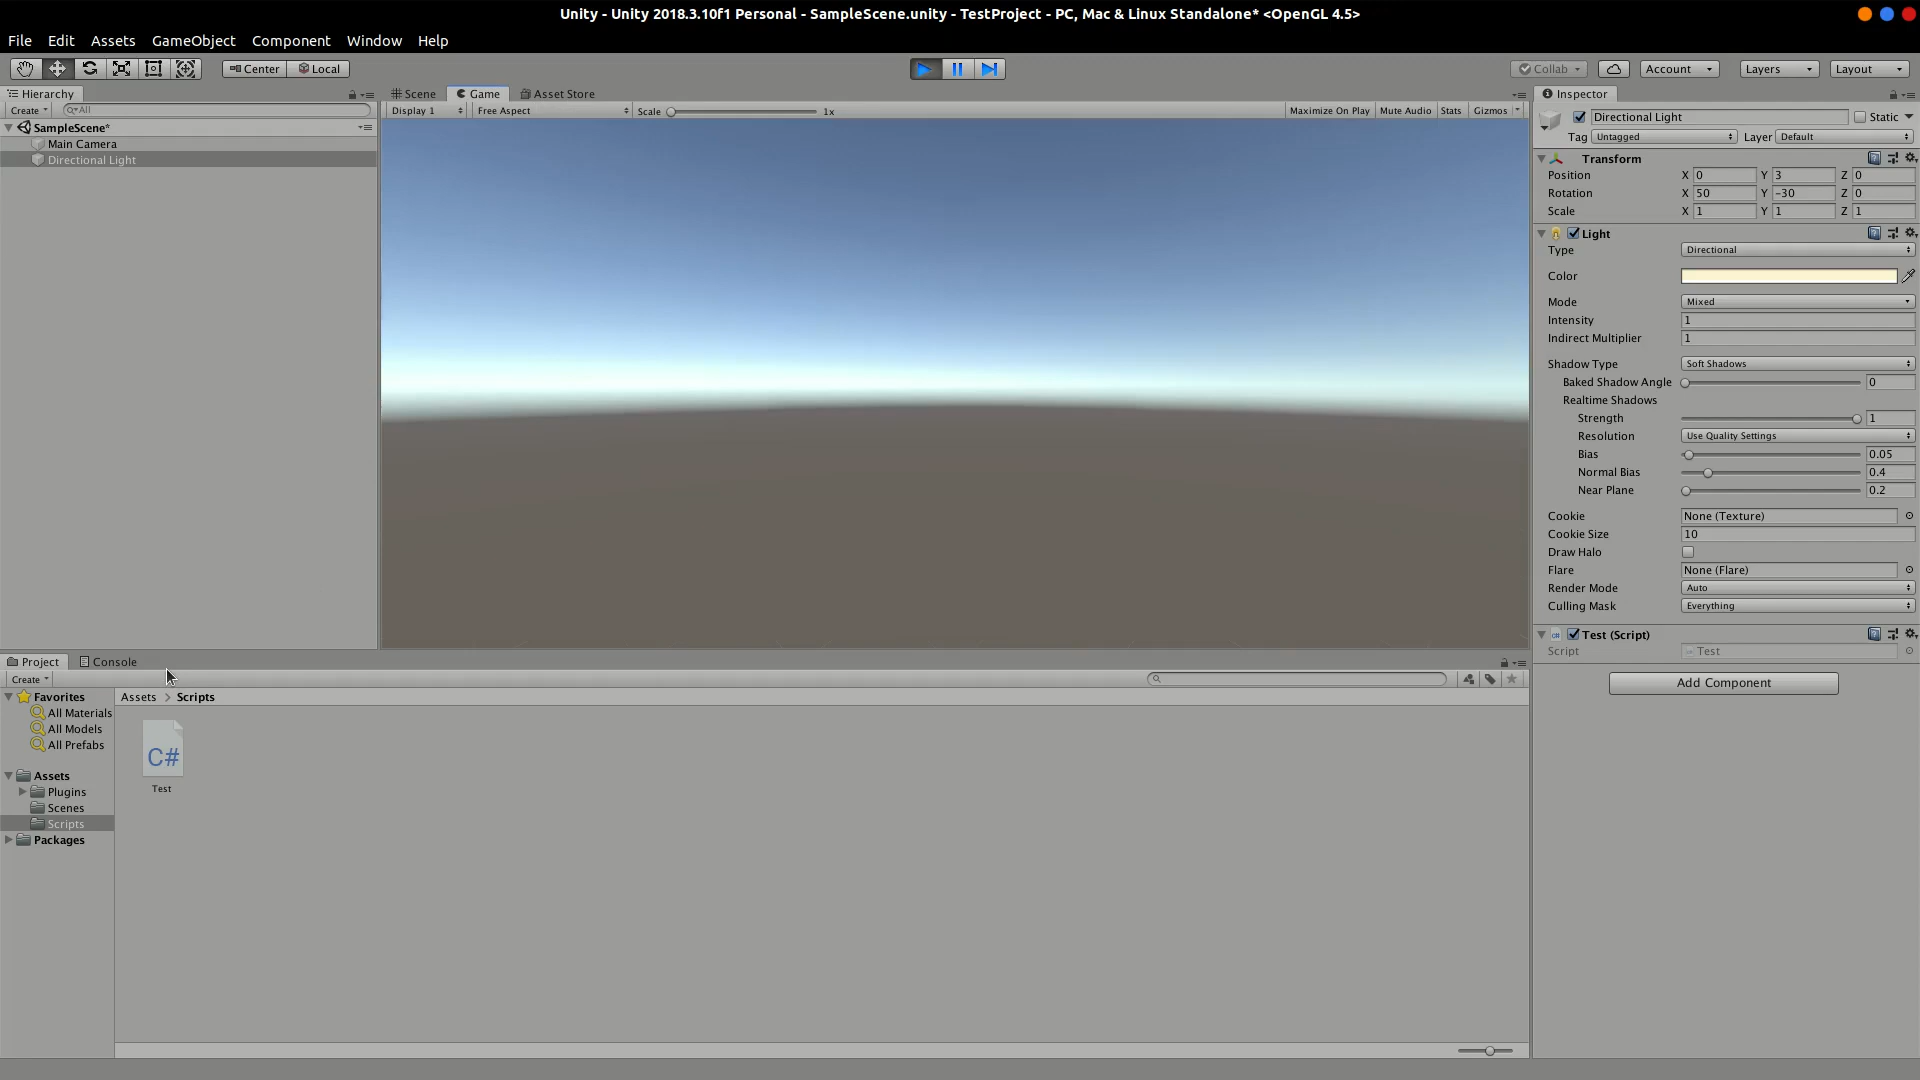 Unity - Unity 2018.3.10f1 Personal - SampleScene.unity - TestProject - PC, Mac & Linux Standalone* <OpenGL 4.5>
File Edit Assets GameObject Component Window Help
Center Local Collab Account Layers Layout
Hierarchy
Create All
SampleScene*
Main Camera
Directional Light
Scene Game Asset Store
Display 1 Free Aspect Scale 1x Maximize On Play Mute Audio Stats Gizmos
Inspector
Directional Light Static
Tag Untagged Layer Default
Transform
Position X 0 Y 3 Z 0
Rotation X 50 Y -30 Z 0
Scale X 1 Y 1 Z 1
Light
Type Directional
Color
Mode Mixed
Intensity 1
Indirect Multiplier 1
Shadow Type Soft Shadows
Baked Shadow Angle 0
Realtime Shadows
Strength 1
Resolution Use Quality Settings
Bias 0.05
Normal Bias 0.4
Near Plane 0.2
Cookie None (Texture)
Cookie Size 10
Draw Halo
Flare None (Flare)
Render Mode Auto
Culling Mask Everything
C# Test (Script)
Script Test
Add Component
Project Console
Create
Favorites
All Materials
All Models
All Prefabs
Assets
Plugins
Scenes
Scripts
Packages
Assets > Scripts
C#
Test